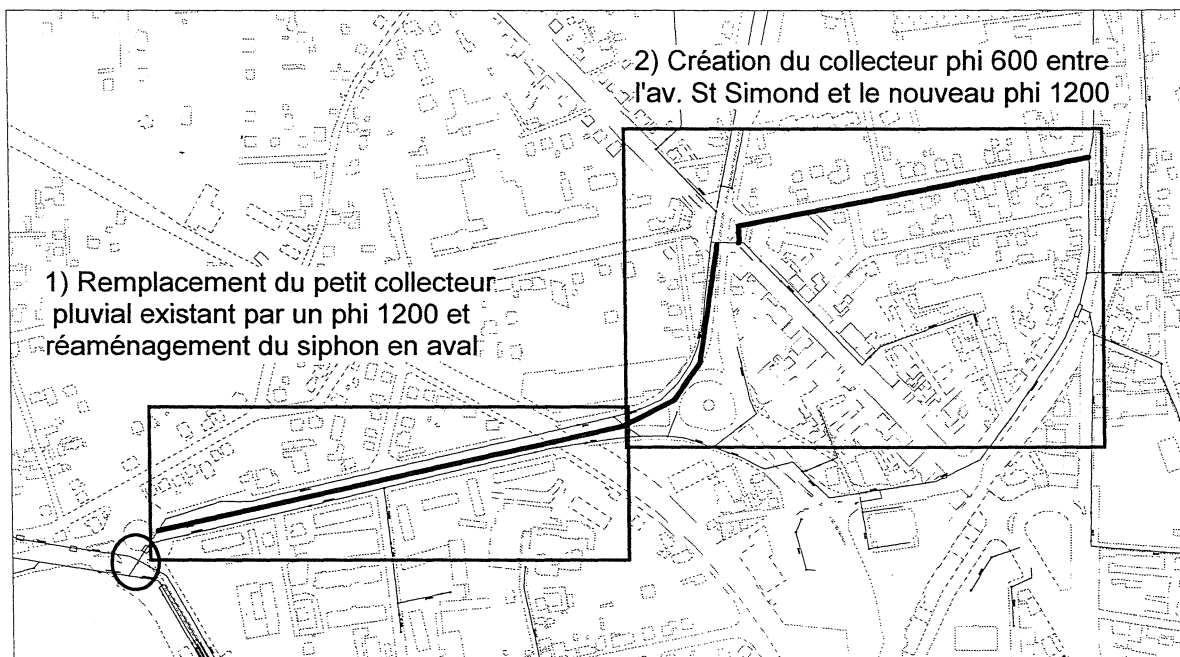 2) Création du collecteur phi 600 entre
l'av. St Simond et le nouveau phi 1200
1) Remplacement du petit collecteur
pluvial existant par un phi 1200 et
réaménagement du siphon en aval